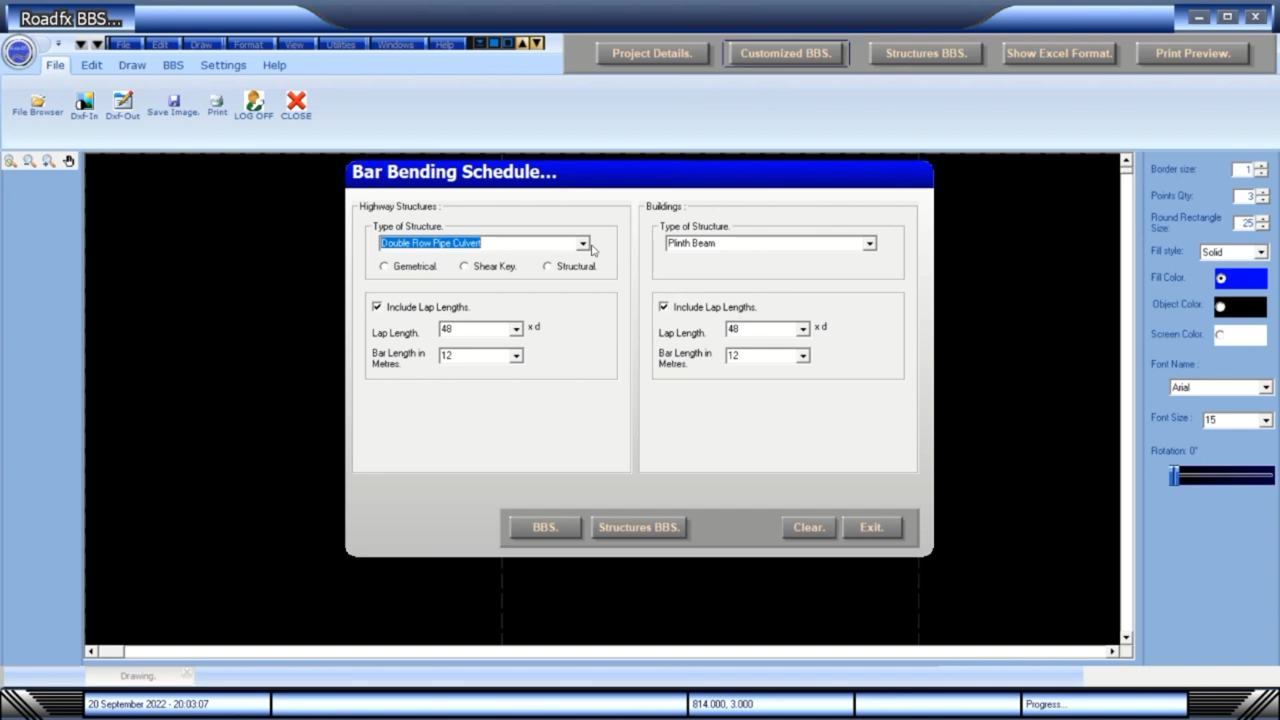 Roadfx BBS...
File Edit Draw Format View Utilities Windows Help
Project Details. Customized BBS. Structures BBS. Show Excel Format. Print Preview.
File Edit Draw BBS Settings Help
File Browser Dxf-In Dxf-Out Save Image. Print LOG OFF CLOSE
Bar Bending Schedule...
Highway Structures :
Type of Structure.
Double Row Pipe Culvert
Gemetrical. Shear Key. Structural.
Include Lap Lengths.
Lap Length. 48 x d
Bar Length in
Metres. 12
Buildings :
Type of Structure.
Plinth Beam
Include Lap Lengths.
Lap Length. 48 x d
Bar Length in
Metres. 12
BBS. Structures BBS. Clear. Exit.
Border size: 1
Points Qty: 3
Round Rectangle
Size: 25
Fill style: Solid
Fill Color.
Object Color.
Screen Color.
Font Name :
Arial
Font Size : 15
Rotation: 0°
Drawing.
20 September 2022 - 20:03:07 814.000, 3.000 Progress...